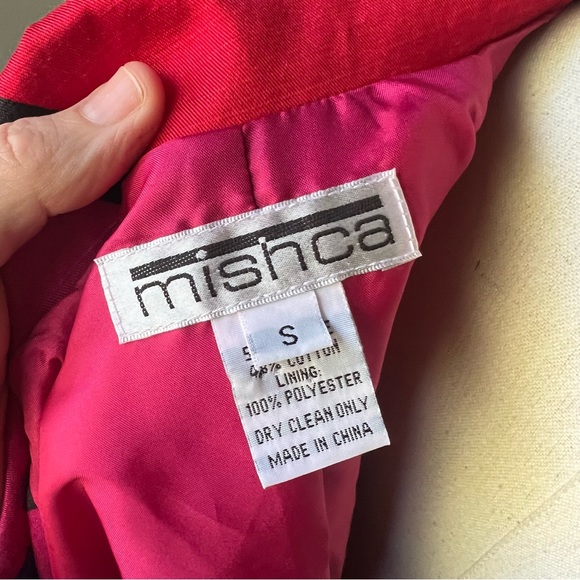 mishca
S
48% COTTON
LINING:
100% POLYESTER
DRY CLEAN ONLY
MADE IN CHINA